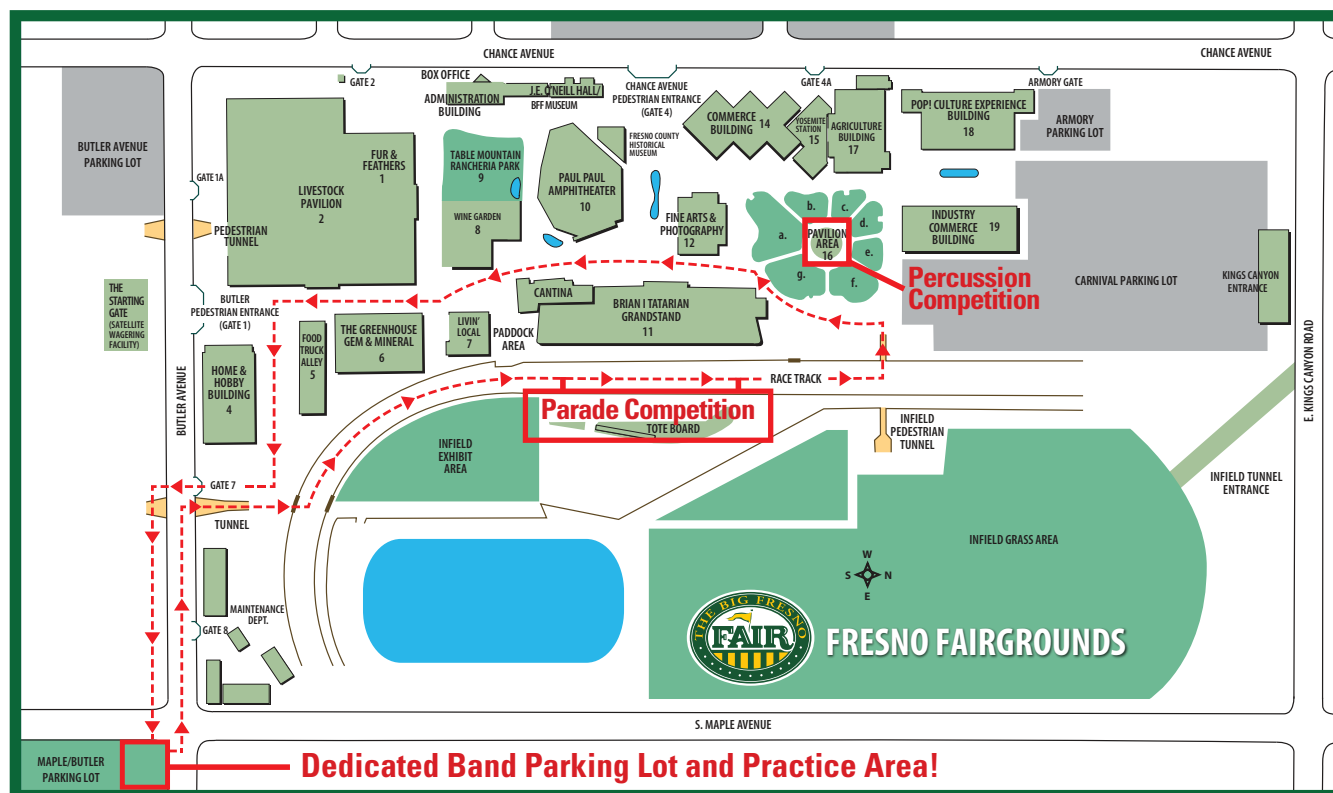 CHANCE AVENUE
CHANCE AVENUE
GATE 2
BOX OFFICE
ADMINISTRATION
BUILDING
J.E. O'NEILL HALL/
BFF MUSEUM
CHANCE AVENUE
PEDESTRIAN ENTRANCE
(GATE 4)
GATE 4A
ARMORY GATE
BUTLER AVENUE
PARKING LOT
GATE 1A
FUR &
FEATHERS
1
LIVESTOCK
PAVILION
2
TABLE MOUNTAIN
RANCHERIA PARK
9
WINE GARDEN
8
PAUL PAUL
AMPHITHEATER
10
FRESNO COUNTY
HISTORICAL
MUSEUM
COMMERCE
BUILDING 14
YOSEMITE
STATION
15
AGRICULTURE
BUILDING
17
POP! CULTURE EXPERIENCE
BUILDING
18
ARMORY
PARKING LOT
PEDESTRIAN
TUNNEL
FINE ARTS &
PHOTOGRAPHY
12
a.
b.
c.
d.
e.
f.
g.
PAVILION
AREA
16
INDUSTRY
COMMERCE
BUILDING
19
Percussion
Competition
CARNIVAL PARKING LOT
KINGS CANYON
ENTRANCE
E. KINGS CANYON ROAD
THE
STARTING
GATE
(SATELLITE
WAGERING
FACILITY)
BUTLER
PEDESTRIAN ENTRANCE
(GATE 1)
BUTLER AVENUE
HOME &
HOBBY
BUILDING
4
FOOD
TRUCK
ALLEY
5
THE GREENHOUSE
GEM & MINERAL
6
LIVIN'
LOCAL
7
PADDOCK
AREA
CANTINA
BRIAN I TATARIAN
GRANDSTAND
11
RACE TRACK
Parade Competition
TOTE BOARD
INFIELD
EXHIBIT
AREA
INFIELD
PEDESTRIAN
TUNNEL
INFIELD TUNNEL
ENTRANCE
GATE 7
TUNNEL
INFIELD GRASS AREA
W
S
N
E
MAINTENANCE
DEPT.
GATE 8
THE BIG FRESNO
FAIR
FRESNO FAIRGROUNDS
S. MAPLE AVENUE
MAPLE/BUTLER
PARKING LOT
Dedicated Band Parking Lot and Practice Area!